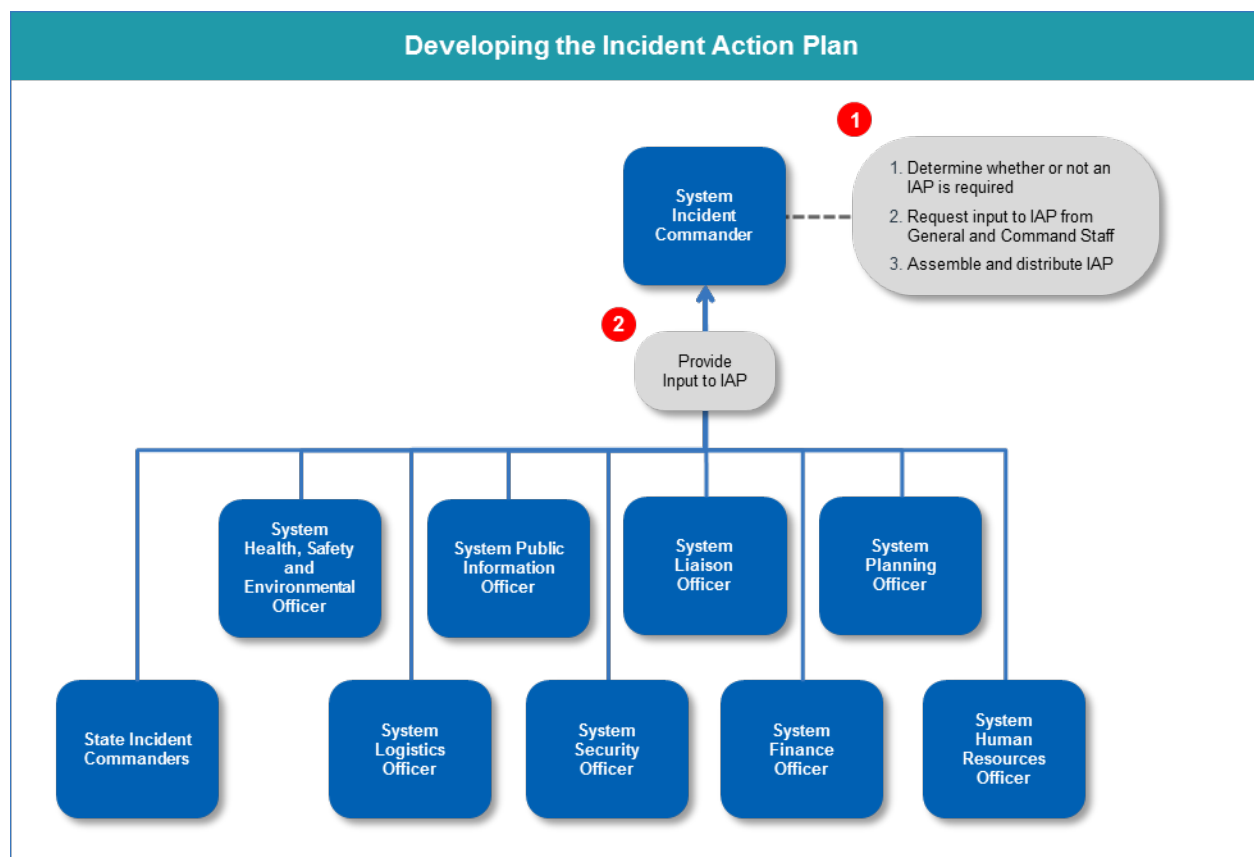 Developing the Incident Action Plan
1
System
Incident
Commander
1. Determine whether or not an
IAP is required
2. Request input to IAP from
General and Command Staff
3. Assemble and distribute IAP
2
Provide
Input to IAP
System
Health, Safety
and
Environmental
Officer
System Public
Information
Officer
System
Liaison
Officer
System
Planning
Officer
State Incident
Commanders
System
Logistics
Officer
System
Security
Officer
System
Finance
Officer
System
Human
Resources
Officer